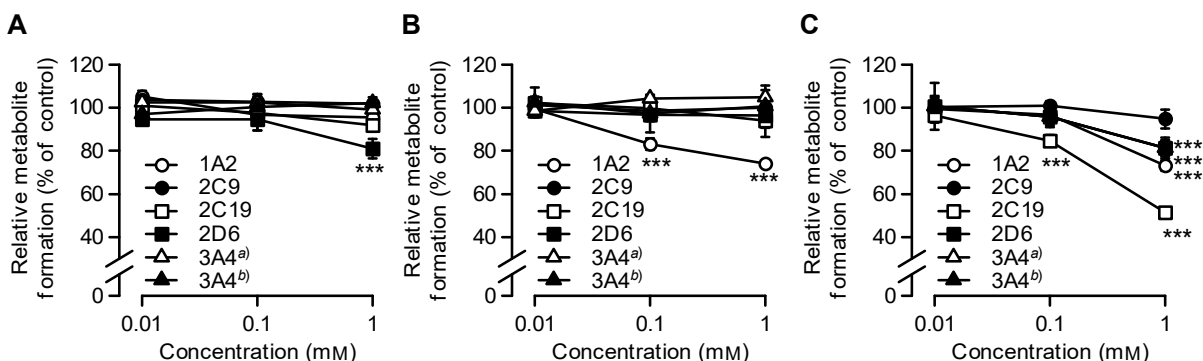 A
Relative metabolite
formation (% of control)
120
100
80
60
40
0
1A2
2C9
2C19
2D6
3A4a)
3A4b)
***
0.01
0.1
1
Concentration (mM)
B
Relative metabolite
formation (% of control)
120
100
80
60
40
0
1A2
2C9
2C19
2D6
3A4a)
3A4b)
***
***
0.01
0.1
1
Concentration (mM)
C
Relative metabolite
formation (% of control)
120
100
80
60
40
0
1A2
2C9
2C19
2D6
3A4a)
3A4b)
***
***
***
***
***
0.01
0.1
1
Concentration (mM)